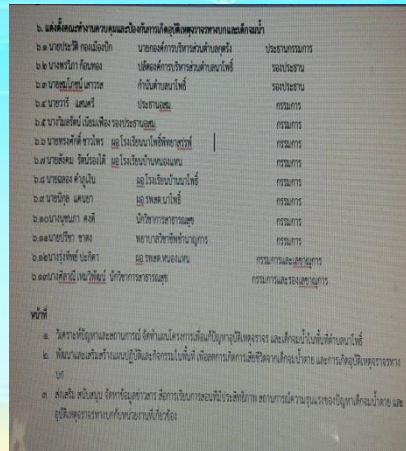 ๖. แต่งตั้งคณะทำงานควบคุมและป้องกันการเกิดอุบัติเหตุจราจรทางบกและเด็กจมน้ำ
๖.๑ นายประวัติ กองเมืองปัก นายกองค์การบริหารส่วนตำบลกุดรัง ประธานกรรมการ
๖.๒ นางพรวิภา ก้อนทอง ปลัดองค์การบริหารส่วนตำบลนาโพธิ์ รองประธาน
๖.๓ นายสมโภชน์ เสาวรส กำนันตำบลนาโพธิ์ รองประธาน
๖.๔ นายวารี แสนศรี ประธานอสม. กรรมการ
๖.๕ นางวิมลรัตน์ เนียมเฟือง รองประธานอสม. กรรมการ
๖.๖ นายทรงศักดิ์ ชาวไพร ผอ.โรงเรียนนาโพธิ์พิทยาสรรพ์ กรรมการ
๖.๗ นายสังคม รัตน์รองใต้ ผอ.โรงเรียนบ้านหนองแหน กรรมการ
๖.๘ นายฉลอง คำภูเงิน ผอ.โรงเรียนบ้านนาโพธิ์ กรรมการ
๖.๙ นายนิกุล แคนยา ผอ.รพสต.นาโพธิ์ กรรมการ
๖.๑๐ นางนุชนภา คงดี นักวิชาการสาธารณสุข กรรมการ
๖.๑๑ นายปรีชา ชาดง พยาบาลวิชาชีพชำนาญการ กรรมการ
๖.๑๒ นางรุ่งทิพย์ ปะกิคา ผอ.รพสต.หนองแหน กรรมการและเลขานุการ
๖.๑๓ นางศลาณี เหมวิพัฒน์ นักวิชาการสาธารณสุข กรรมการและรองเลขานุการ
หน้าที่
๑. วิเคราะห์ปัญหาและสถานการณ์ จัดทำแผนโครงการเพื่อแก้ปัญหาอุบัติเหตุจราจร และเด็กจมน้ำในพื้นที่ตำบลนาโพธิ์
๒. พัฒนาและเสริมสร้างแผนปฏิบัติและกิจกรรมในพื้นที่ เพื่อลดการเกิดการเสียชีวิตจากเด็กจมน้ำตาย และการเกิดอุบัติเหตุจราจรทาง
บก
๓. ส่งเสริม สนับสนุน จัดหาข้อมูลข่าวสาร สื่อการเรียนการสอนที่มีประสิทธิภาพ สถานการณ์ความรุนแรงของปัญหาเด็กจมน้ำตาย และ
อุบัติเหตุจราจรทางบกกับหน่วยงานที่เกี่ยวข้อง